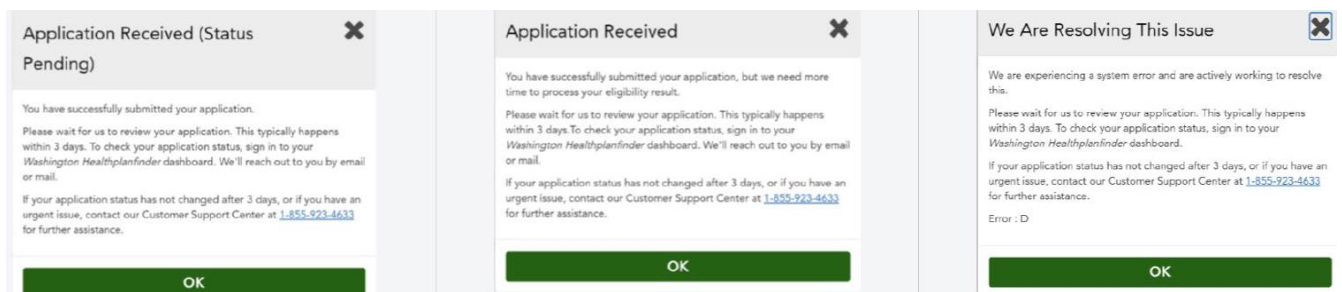 Application Received (Status
Pending)
You have successfully submitted your application.
Please wait for us to review your application. This typically happens
within 3 days. To check your application status, sign in to your
Washington Healthplanfinder dashboard. We'll reach out to you by email
or mail.
If your application status has not changed after 3 days, or if you have an
urgent issue, contact our Customer Support Center at 1-855-923-4633
for further assistance.
OK
Application Received
You have successfully submitted your application, but we need more
time to process your eligibility result.
Please wait for us to review your application. This typically happens
within 3 days.To check your application status, sign in to your
Washington Healthplanfinder dashboard. We'll reach out to you by email
or mail.
If your application status has not changed after 3 days, or if you have an
urgent issue, contact our Customer Support Center at 1-855-923-4633
for further assistance.
OK
We Are Resolving This Issue
We are experiencing a system error and are actively working to resolve
this.
Please wait for us to review your application. This typically happens
within 3 days. To check your application status, sign in to your
Washington Healthplanfinder dashboard.
If your application status has not changed after 3 days, or if you have an
urgent issue, contact our Customer Support Center at 1-855-923-4633
for further assistance.
Error : D
OK